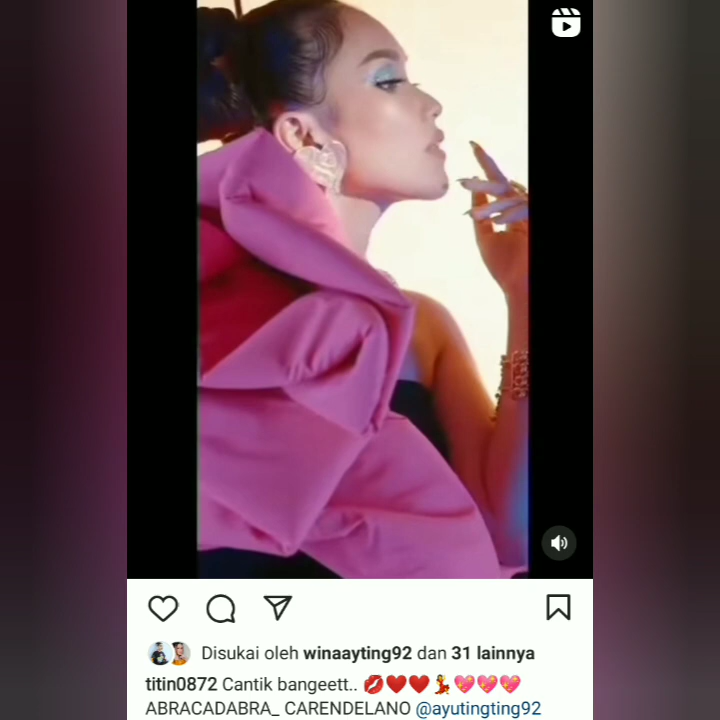 Disukai oleh winaayting92 dan 31 lainnya
titin0872 Cantik bangeett.. 💋❤️❤️💃💖💖💖
ABRACADABRA_ CARENDELANO @ayutingting92